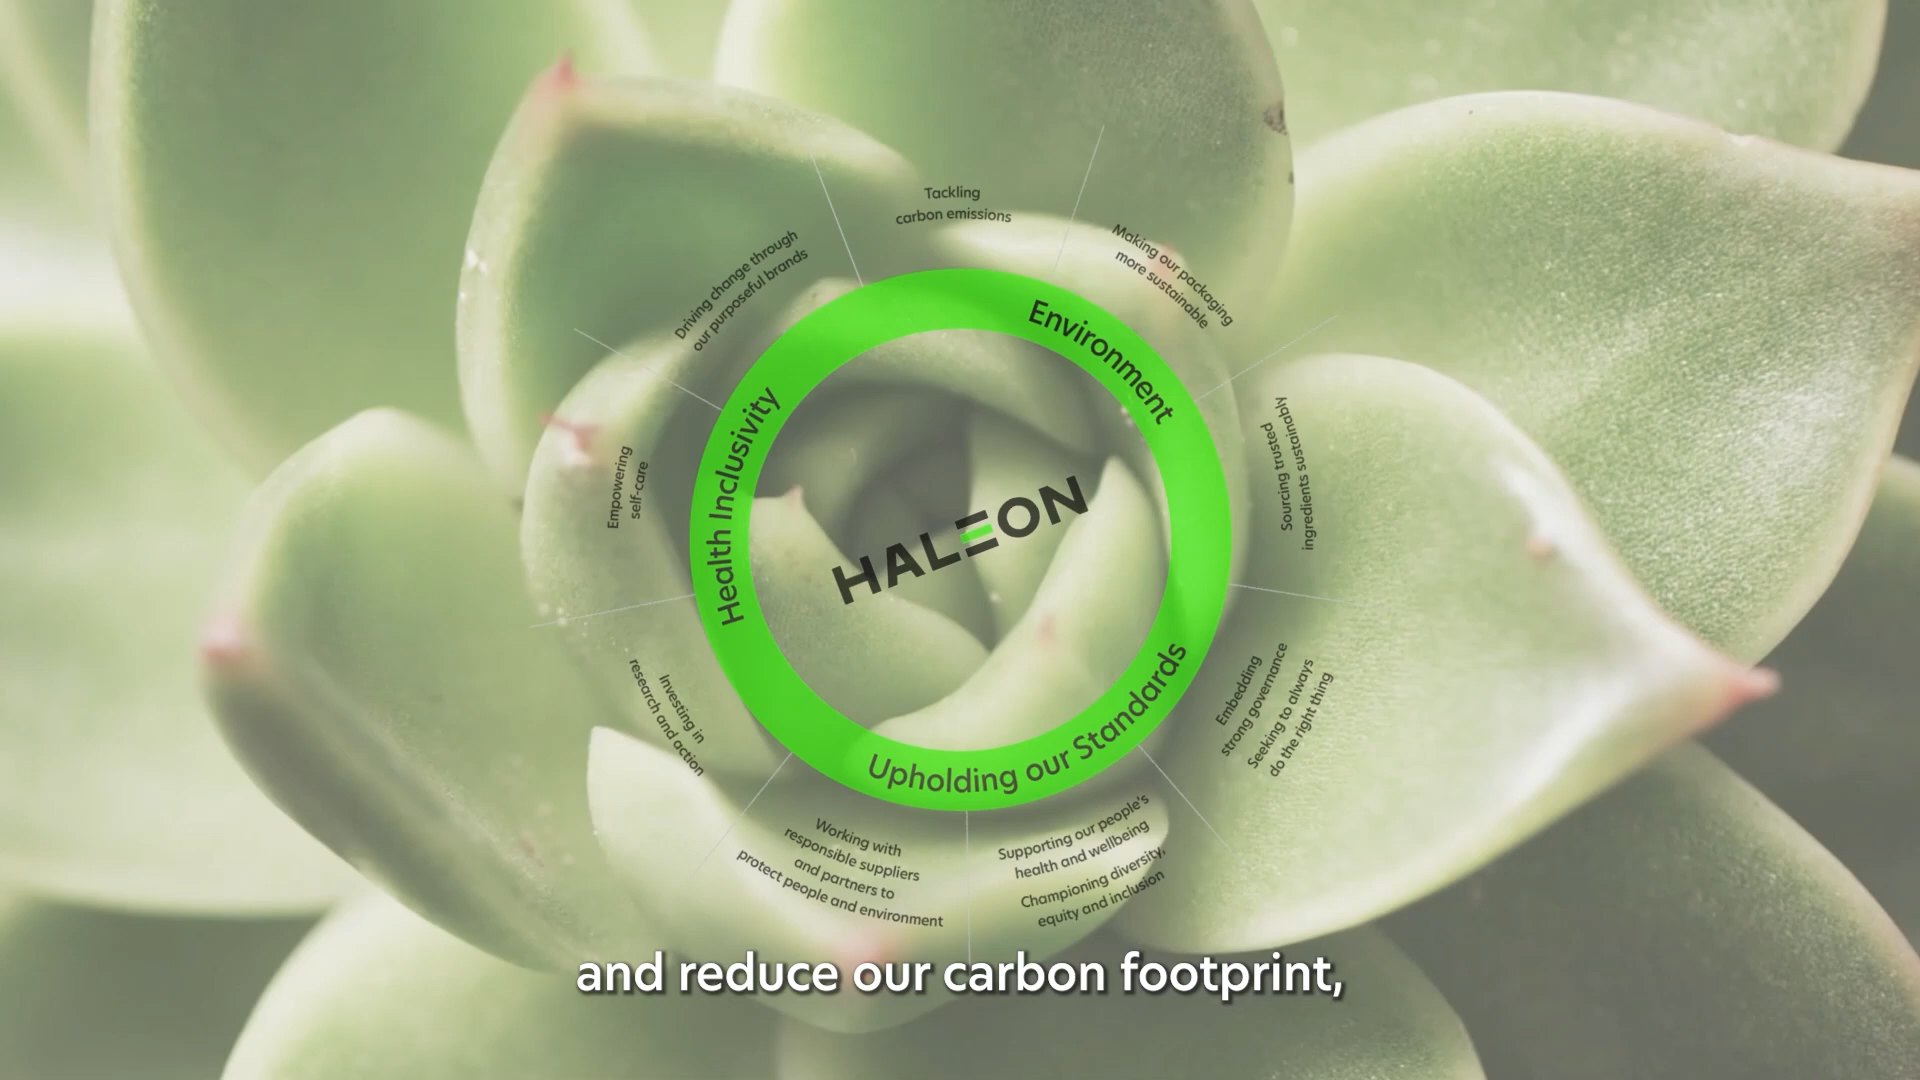 Tackling
carbon emissions
Making our packaging
more sustainable
Driving change through
our purposeful brands
Environment
Sourcing trusted
ingredients sustainably
Health Inclusivity
Empowering
self-care
HALEON
Embedding
strong governance
Seeking to always
do the right thing
Investing in
research and action
Upholding our Standards
Supporting our people's
health and wellbeing
Championing diversity,
equity and inclusion
Working with
responsible suppliers
and partners to
protect people and environment
and reduce our carbon footprint,